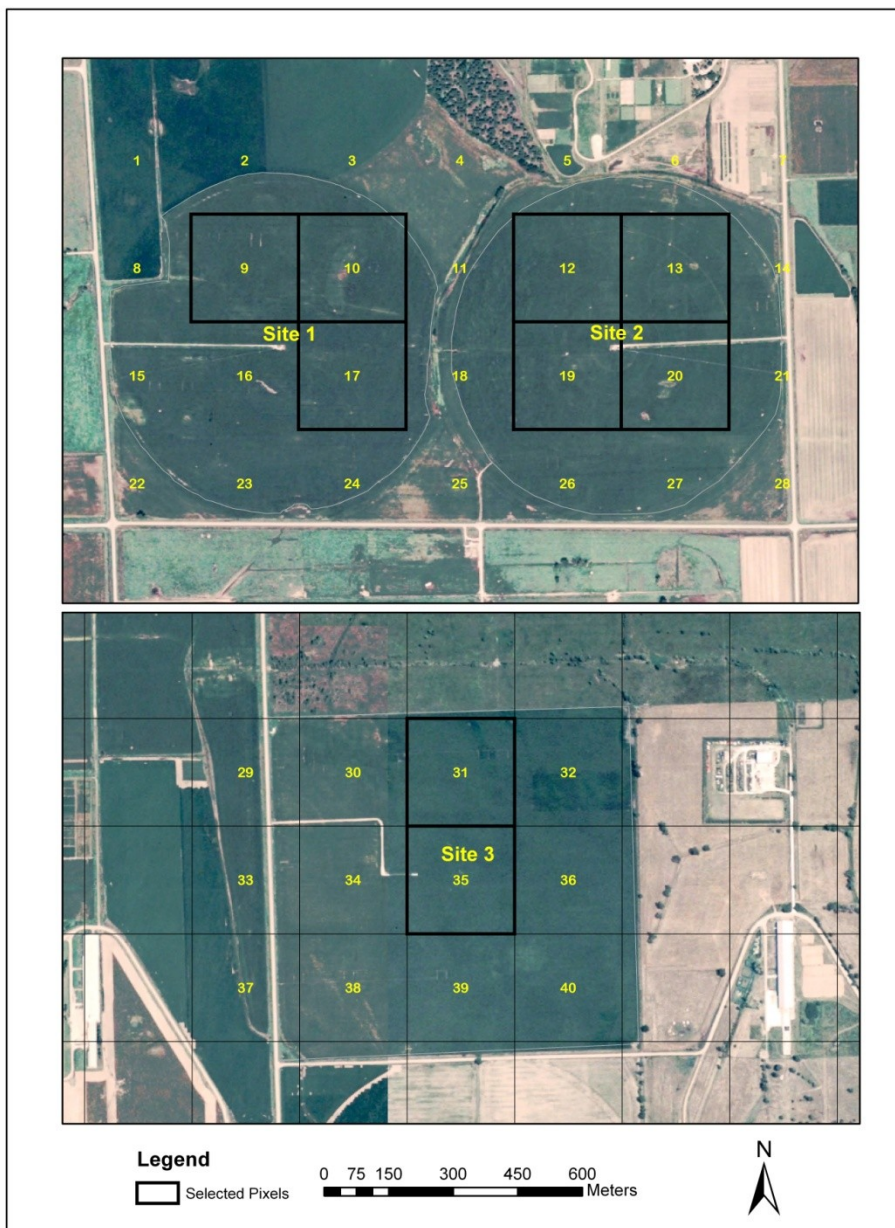 1 2 3 4 5 6 7
8 9 10 11 12 13 14
Site 1 Site 2
15 16 17 18 19 20 21
22 23 24 25 26 27 28
29 30 31 32
Site 3
33 34 35 36
37 38 39 40
Legend
Selected Pixels
0 75 150 300 450 600
Meters
N